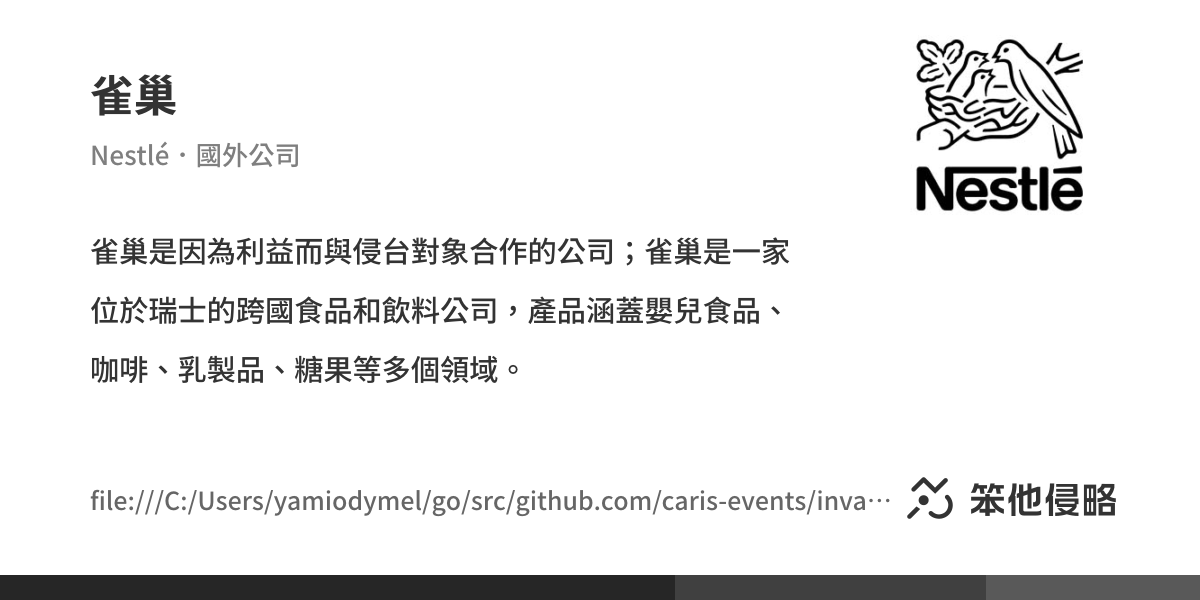 雀巢
Nestlé・國外公司
Nestlé
雀巢是因為利益而與侵台對象合作的公司；雀巢是一家
位於瑞士的跨國食品和飲料公司，產品涵蓋嬰兒食品、
咖啡、乳製品、糖果等多個領域。
file:///C:/Users/yamiodymel/go/src/github.com/caris-events/inva…
笨他侵略